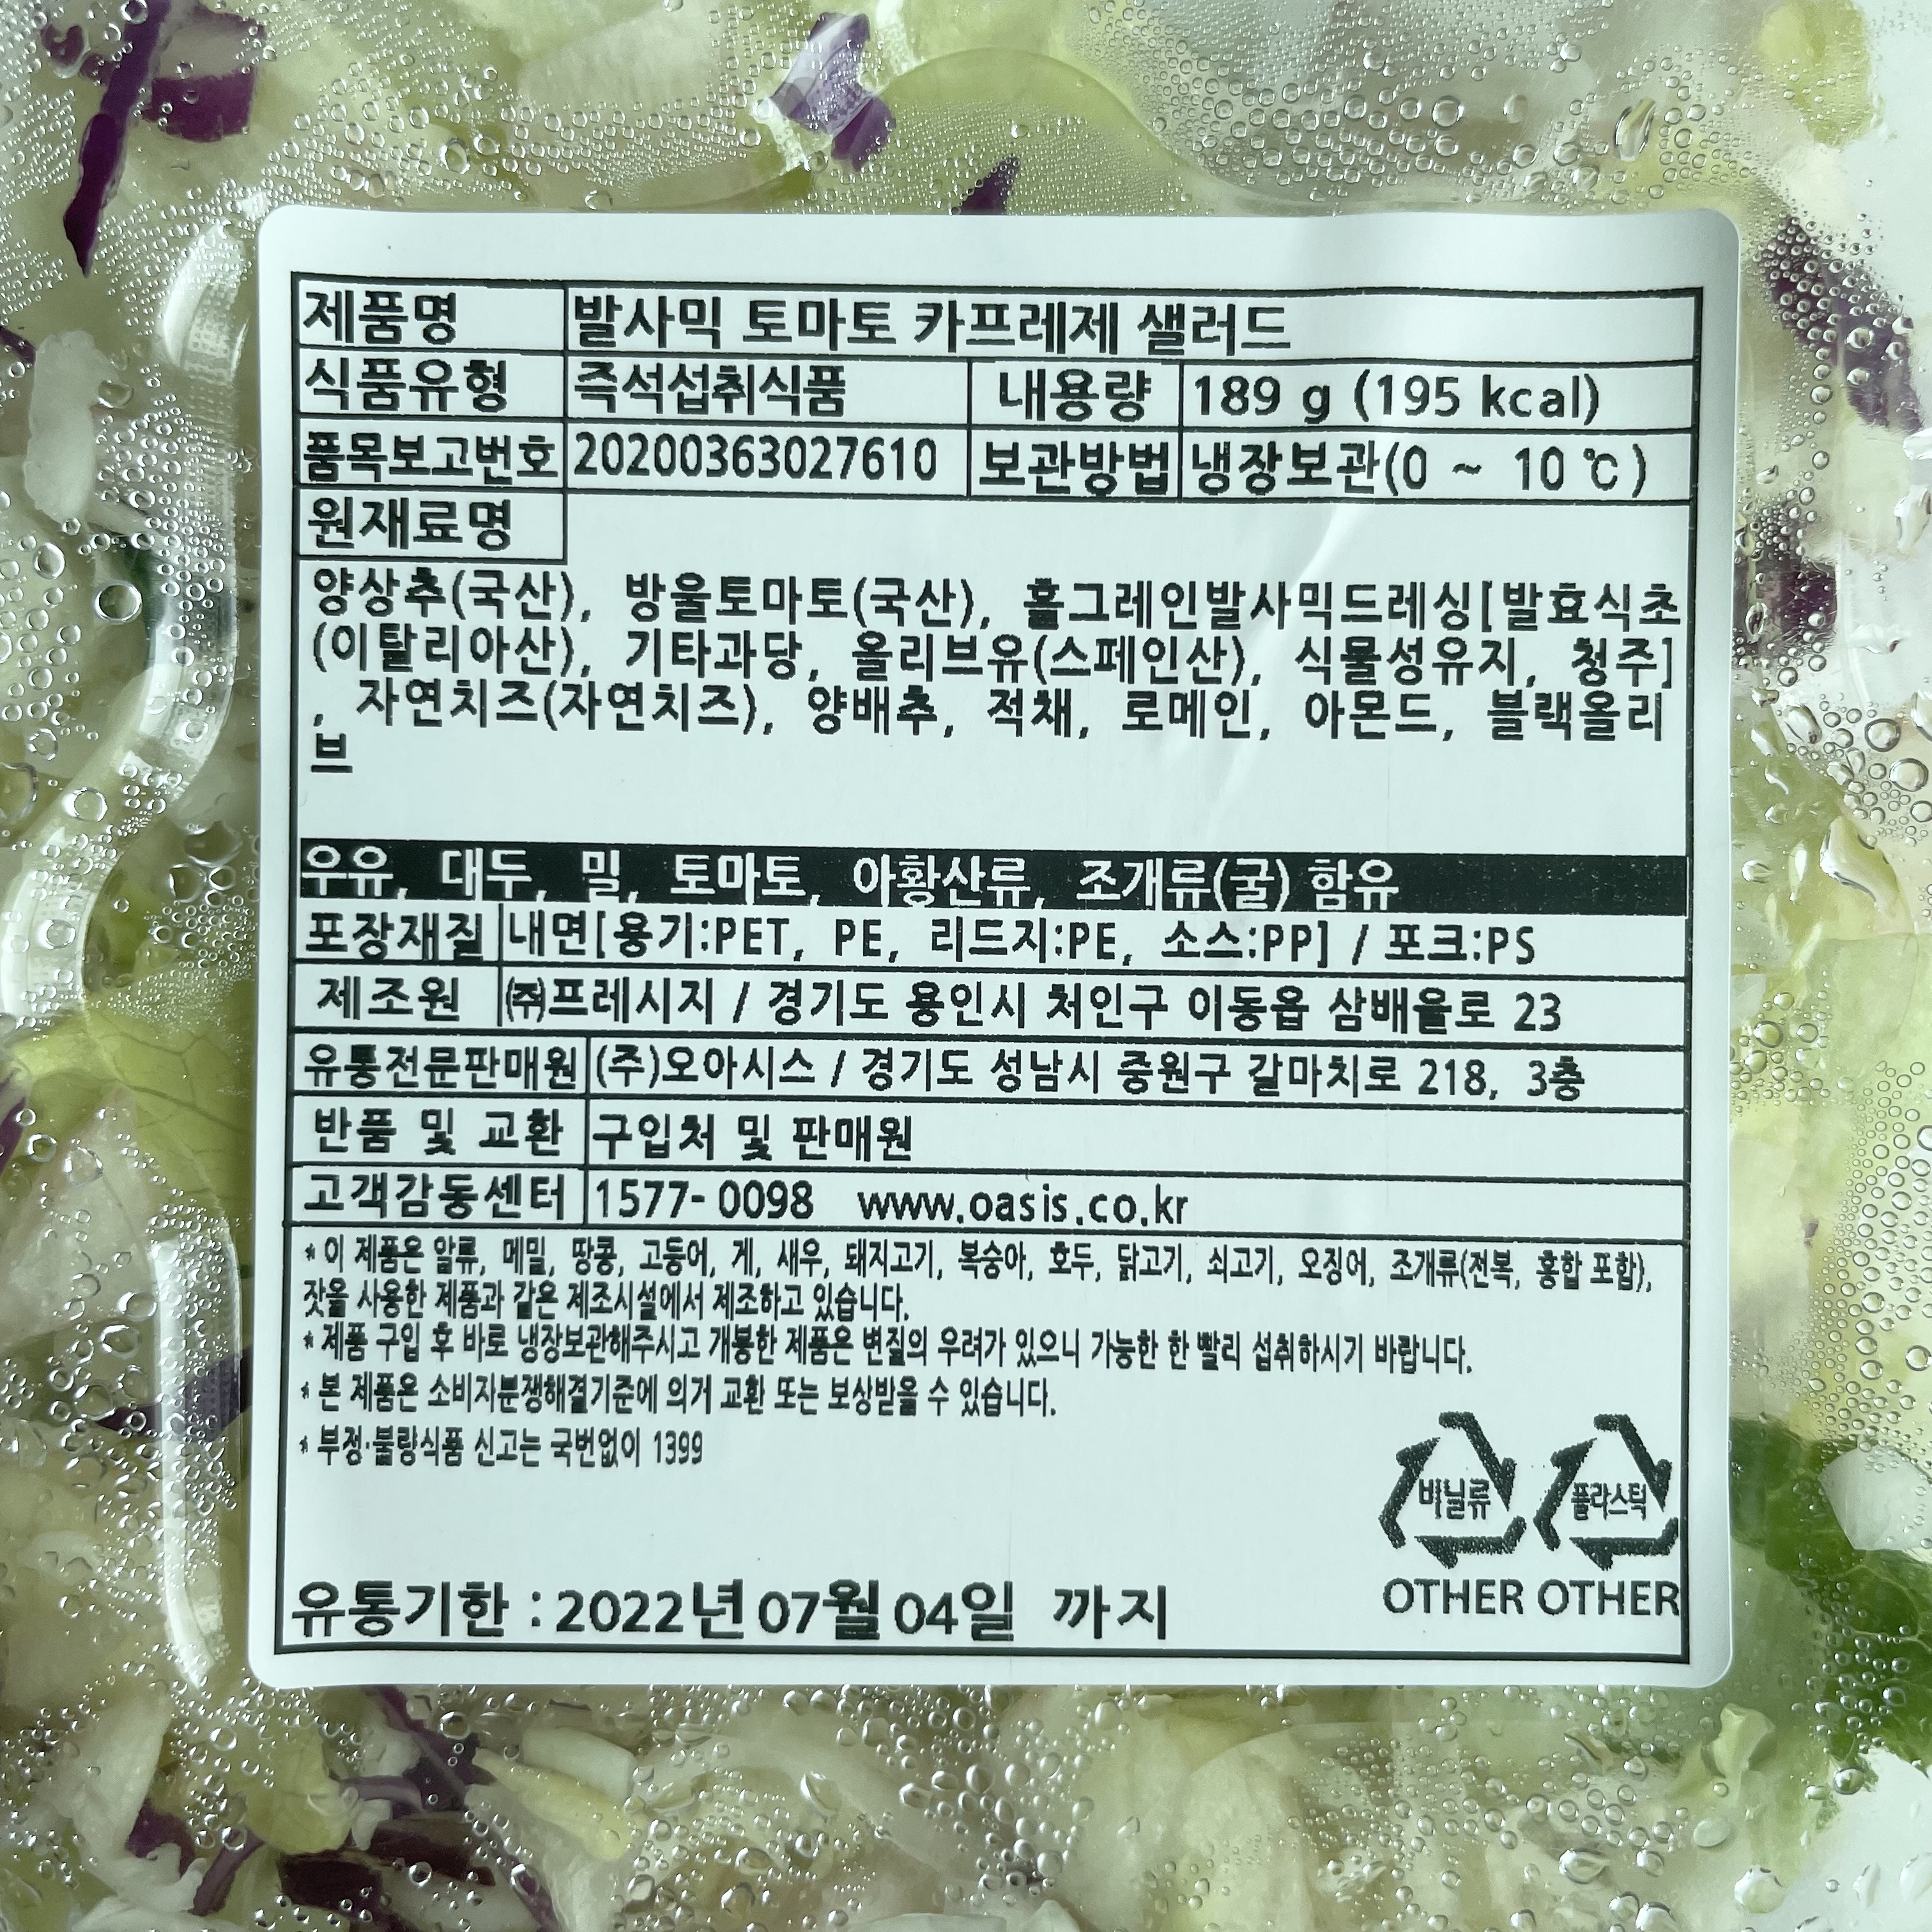 제품명 발사믹 토마토 카프레제 샐러드
식품유형 즉석섭취식품 내용량 189 g (195 kcal)
품목보고번호 20200363027610 보관방법 냉장보관(0 ~ 10 ℃)
원재료명
양상추(국산), 방울토마토(국산), 홀그레인발사믹드레싱[발효식초
(이탈리아산), 기타과당, 올리브유(스페인산), 식물성유지, 청주]
, 자연치즈(자연치즈), 양배추, 적채, 로메인, 아몬드, 블랙올리
브
우유, 대두, 밀, 토마토, 아황산류, 조개류(굴) 함유
포장재질 내면[용기:PET, PE, 리드지:PE, 소스:PP] / 포크:PS
제조원 ㈜프레시지 / 경기도 용인시 처인구 이동읍 삼배울로 23
유통전문판매원 (주)오아시스 / 경기도 성남시 중원구 갈마치로 218, 3층
반품 및 교환 구입처 및 판매원
고객감동센터 1577- 0098 www.oasis.co.kr
* 이 제품은 알류, 메밀, 땅콩, 고등어, 게, 새우, 돼지고기, 복숭아, 호두, 닭고기, 쇠고기, 오징어, 조개류(전복, 홍합 포함),
잣을 사용한 제품과 같은 제조시설에서 제조하고 있습니다.
* 제품 구입 후 바로 냉장보관해주시고 개봉한 제품은 변질의 우려가 있으니 가능한 한 빨리 섭취하시기 바랍니다.
* 본 제품은 소비자분쟁해결기준에 의거 교환 또는 보상받을 수 있습니다.
* 부정·불량식품 신고는 국번없이 1399
비닐류 플라스틱
OTHER OTHER
유통기한 : 2022년 07월 04일 까지